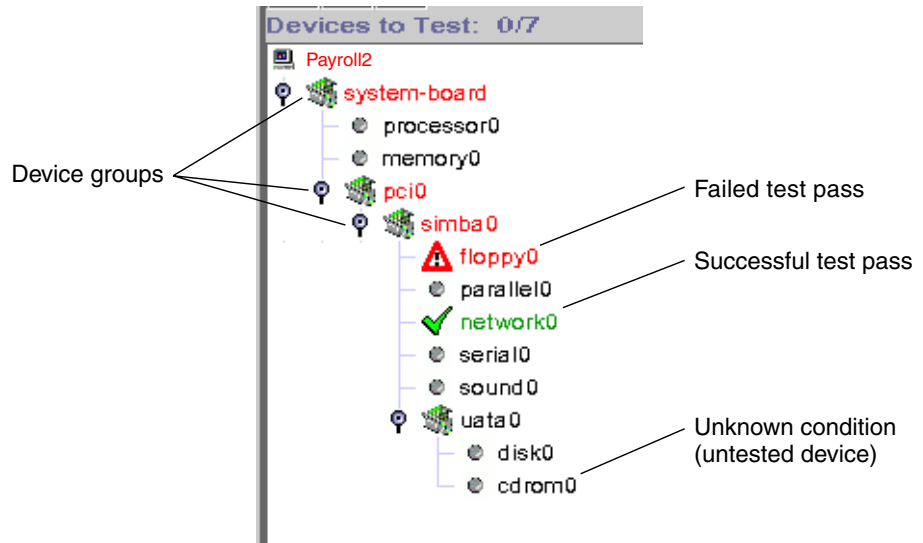 Devices to Test: 0/7
Payroll2
system-board
processor0
memory0
Device groups
pci0
Failed test pass
simba0
floppy0
Successful test pass
parallel0
network0
serial0
sound0
uata0
Unknown condition
(untested device)
disk0
cdrom0